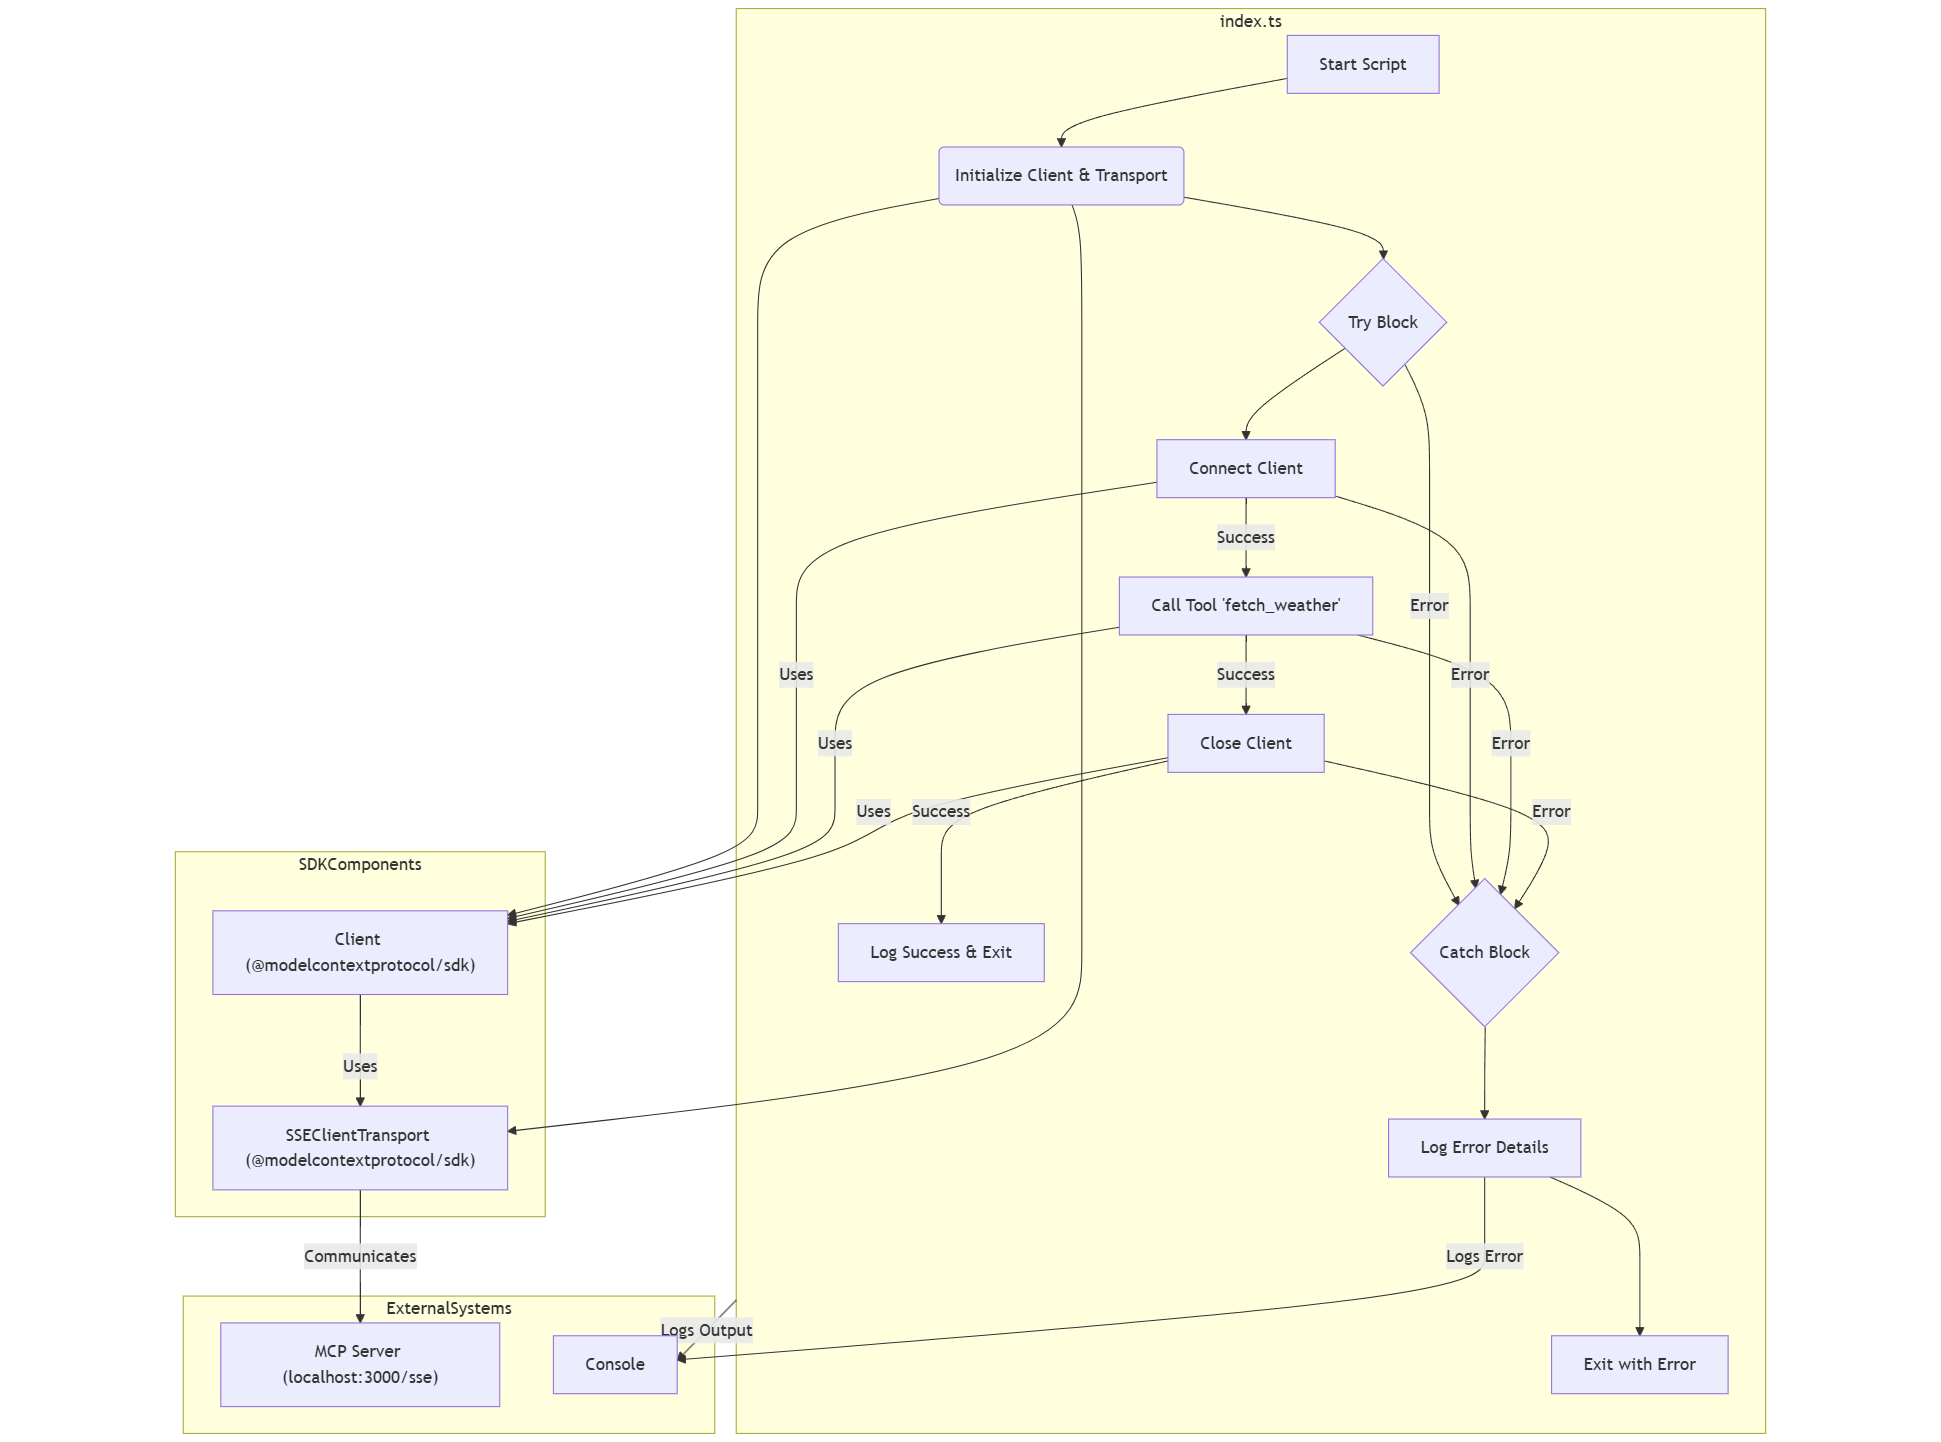 index.ts
Start Script
Initialize Client & Transport
Try Block
Connect Client
Success
Call Tool 'fetch_weather'
Error
Uses
Success
Error
Uses
Close Client
Error
Uses
Success
Error
SDKComponents
Client
(@modelcontextprotocol/sdk)
Log Success & Exit
Catch Block
Uses
SSEClientTransport
(@modelcontextprotocol/sdk)
Log Error Details
Communicates
Logs Error
ExternalSystems
Logs Output
MCP Server
(localhost:3000/sse)
Console
Exit with Error